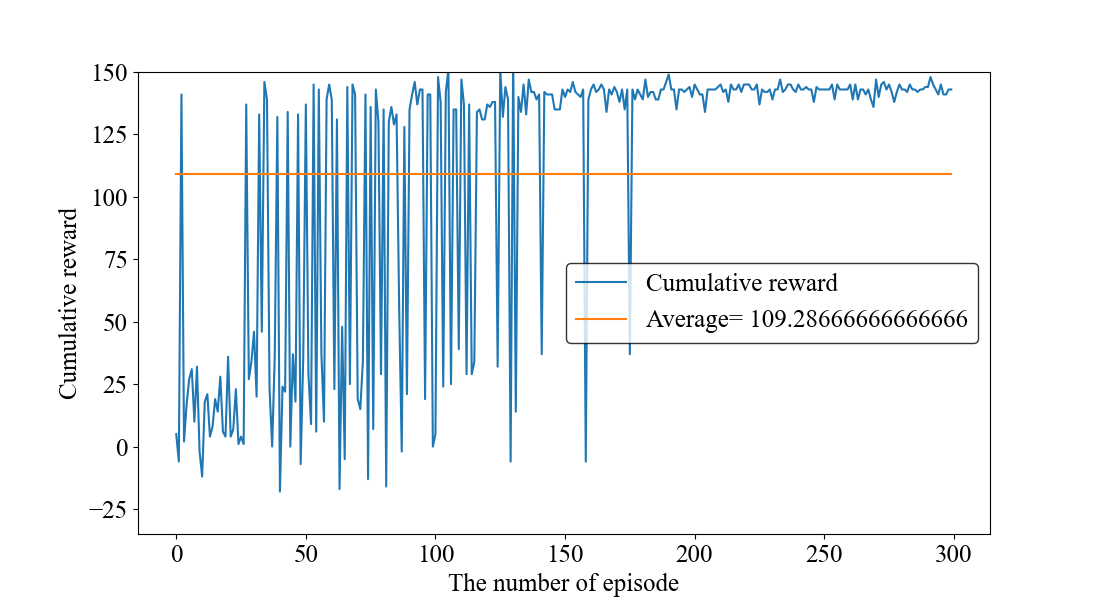 150
125
100
75
50
25
0
−25
Cumulative reward
Cumulative reward
Average= 109.28666666666666
0 50 100 150 200 250 300
The number of episode